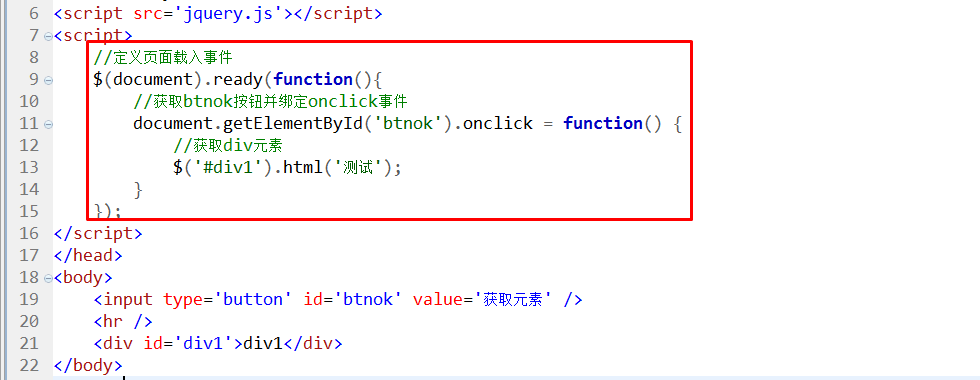 6 <script src='jquery.js'></script>
7 <script>
8 //定义页面载入事件
9 $(document).ready(function(){
10 //获取btnok按钮并绑定onclick事件
11 document.getElementById('btnok').onclick = function() {
12 //获取div元素
13 $('#div1').html('测试');
14 }
15 });
16 </script>
17 </head>
18 <body>
19 <input type='button' id='btnok' value='获取元素' />
20 <hr />
21 <div id='div1'>div1</div>
22 </body>